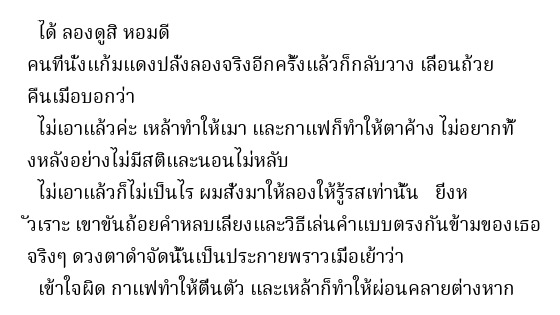 ได้ ลองดูสิ หอมดี
คนที่นั่งแก้มแดงปลั่งลองจริงอีกครั้งแล้วก็กลับวาง เลื่อนถ้วย
คืนเมื่อบอกว่า
ไม่เอาแล้วค่ะ เหล้าทำให้เมา และกาแฟก็ทำให้ตาค้าง ไม่อยากทั้
งหลังอย่างไม่มีสติและนอนไม่หลับ
ไม่เอาแล้วก็ไม่เป็นไร ผมสั่งมาให้ลองให้รู้รสเท่านั้น ยิ่งห
ัวเราะ เขาขันถ้อยคำหลบเลี่ยงและวิธีเล่นคำแบบตรงกันข้ามของเธอ
จริงๆ ดวงตาดำจัดนั้นเป็นประกายพราวเมื่อเย้าว่า
เข้าใจผิด กาแฟทำให้ตื่นตัว และเหล้าก็ทำให้ผ่อนคลายต่างหาก